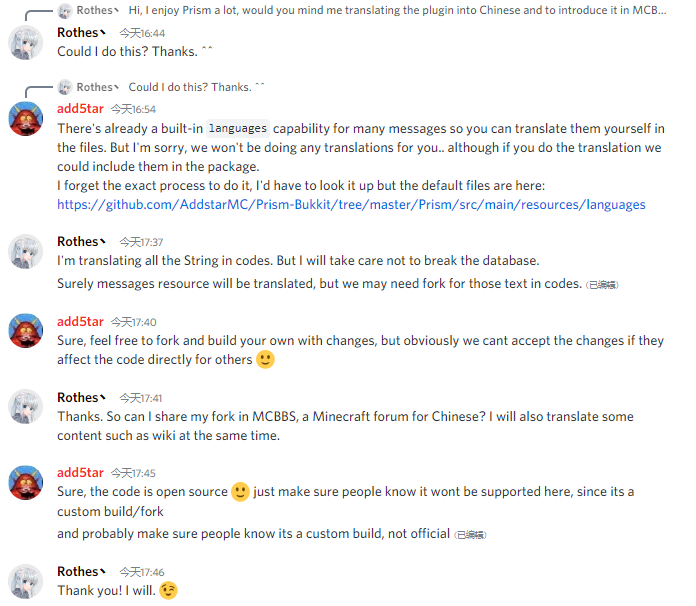 Rothes丶 Hi, I enjoy Prism a lot, would you mind me translating the plugin into Chinese and to introduce it in MCB...
Rothes丶 今天16:44
Could I do this? Thanks. ^^
Rothes丶 Could I do this? Thanks. ^^
add5tar 今天16:54
There's already a built-in languages capability for many messages so you can translate them yourself in
the files. But I'm sorry, we won't be doing any translations for you.. although if you do the translation we
could include them in the package.
I forget the exact process to do it, I'd have to look it up but the default files are here:
https://github.com/AddstarMC/Prism-Bukkit/tree/master/Prism/src/main/resources/languages
Rothes丶 今天17:37
I'm translating all the String in codes. But I will take care not to break the database.
Surely messages resource will be translated, but we may need fork for those text in codes. (已编辑)
add5tar 今天17:40
Sure, feel free to fork and build your own with changes, but obviously we cant accept the changes if they
affect the code directly for others 🙂
Rothes丶 今天17:41
Thanks. So can I share my fork in MCBBS, a Minecraft forum for Chinese? I will also translate some
content such as wiki at the same time.
add5tar 今天17:45
Sure, the code is open source 🙂 just make sure people know it wont be supported here, since its a
custom build/fork
and probably make sure people know its a custom build, not official (已编辑)
Rothes丶 今天17:46
Thank you! I will. 😉